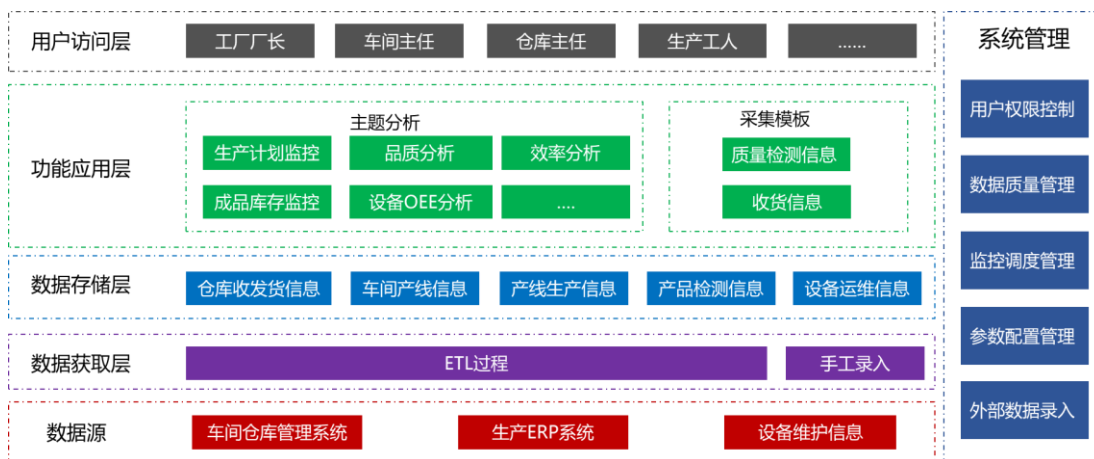 用户访问层
工厂厂长
车间主任
仓库主任
生产工人
......
功能应用层
主题分析
生产计划监控
品质分析
效率分析
成品库存监控
设备OEE分析
....
采集模板
质量检测信息
收货信息
数据存储层
仓库收发货信息
车间产线信息
产线生产信息
产品检测信息
设备运维信息
数据获取层
ETL过程
手工录入
数据源
车间仓库管理系统
生产ERP系统
设备维护信息
系统管理
用户权限控制
数据质量管理
监控调度管理
参数配置管理
外部数据录入